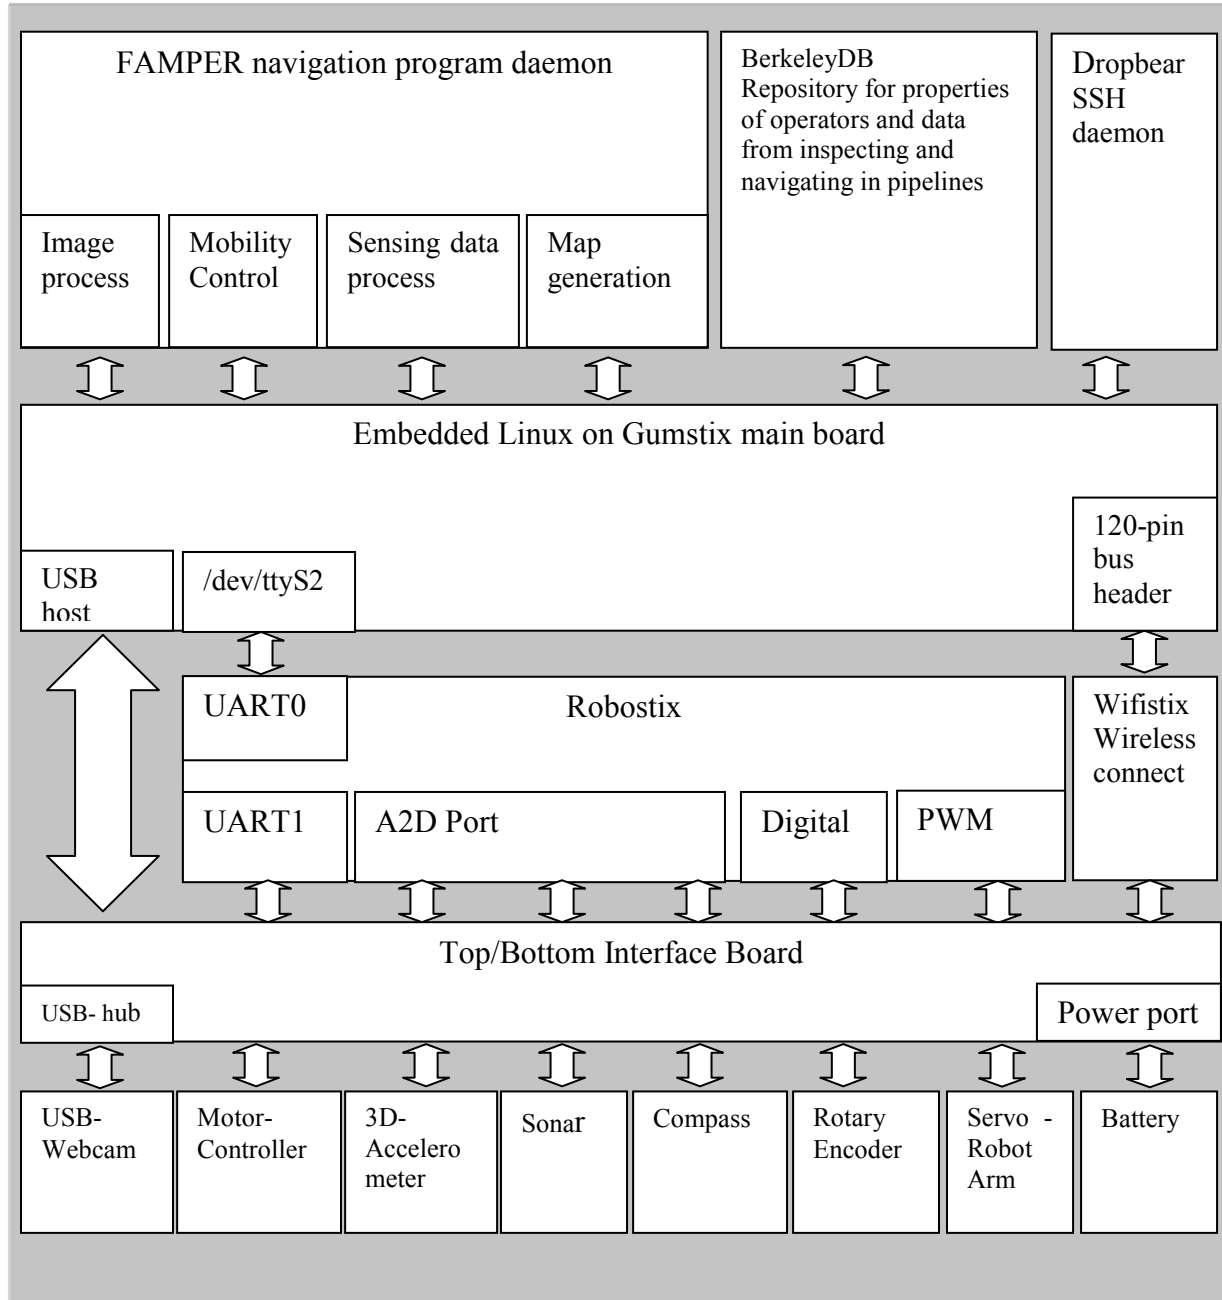 FAMPER navigation program daemon
BerkeleyDB
Repository for properties
of operators and data
from inspecting and
navigating in pipelines
Dropbear
SSH
daemon
Image
process
Mobility
Control
Sensing data
process
Map
generation
Embedded Linux on Gumstix main board
120-pin
bus
header
USB
host
/dev/ttyS2
UART0
Robostix
Wifistix
Wireless
connect
UART1
A2D Port
Digital
PWM
Top/Bottom Interface Board
USB- hub
Power port
USB-
Webcam
Motor-
Controller
3D-
Accelero
meter
Sonar
Compass
Rotary
Encoder
Servo -
Robot
Arm
Battery